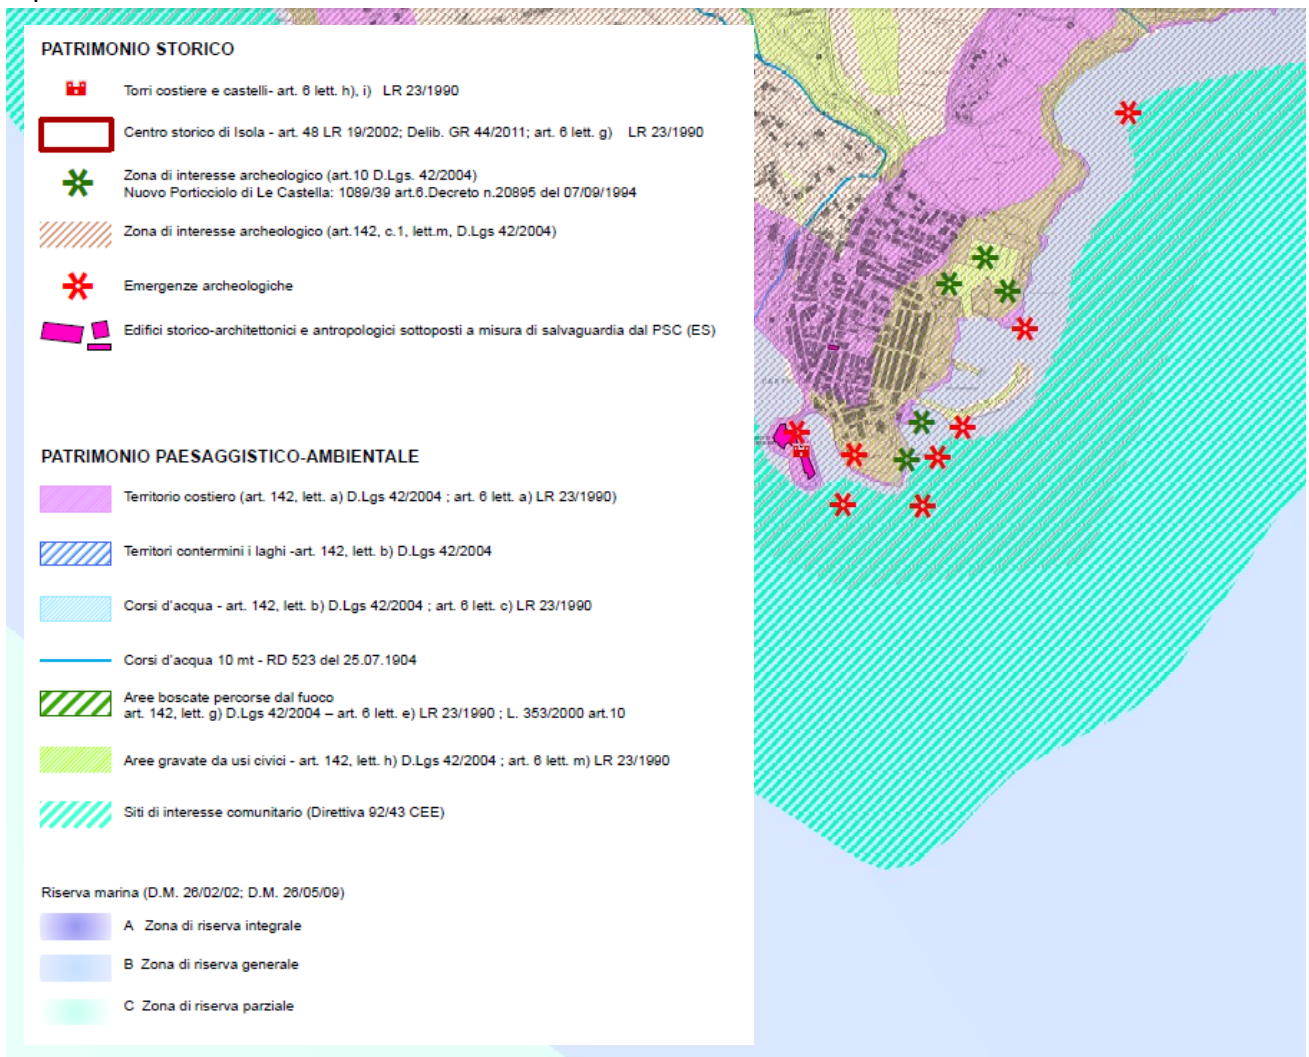 PATRIMONIO STORICO
Torri costiere e castelli- art. 6 lett. h), i) LR 23/1990
Centro storico di Isola - art. 48 LR 19/2002; Delib. GR 44/2011; art. 6 lett. g) LR 23/1990
Zona di interesse archeologico (art.10 D.Lgs. 42/2004)
Nuovo Porticciolo di Le Castella: 1089/39 art.6.Decreto n.20895 del 07/09/1994
Zona di interesse archeologico (art.142, c.1, lett.m, D.Lgs 42/2004)
Emergenze archeologiche
Edifici storico-architettonici e antropologici sottoposti a misura di salvaguardia dal PSC (ES)
PATRIMONIO PAESAGGISTICO-AMBIENTALE
Territorio costiero (art. 142, lett. a) D.Lgs 42/2004 ; art. 6 lett. a) LR 23/1990)
Territori contermini i laghi -art. 142, lett. b) D.Lgs 42/2004
Corsi d'acqua - art. 142, lett. b) D.Lgs 42/2004 ; art. 6 lett. c) LR 23/1990
Corsi d'acqua 10 mt - RD 523 del 25.07.1904
Aree boscate percorse dal fuoco
art. 142, lett. g) D.Lgs 42/2004 – art. 6 lett. e) LR 23/1990 ; L. 353/2000 art.10
Aree gravate da usi civici - art. 142, lett. h) D.Lgs 42/2004 ; art. 6 lett. m) LR 23/1990
Siti di interesse comunitario (Direttiva 92/43 CEE)
Riserva marina (D.M. 26/02/02; D.M. 26/05/09)
A Zona di riserva integrale
B Zona di riserva generale
C Zona di riserva parziale